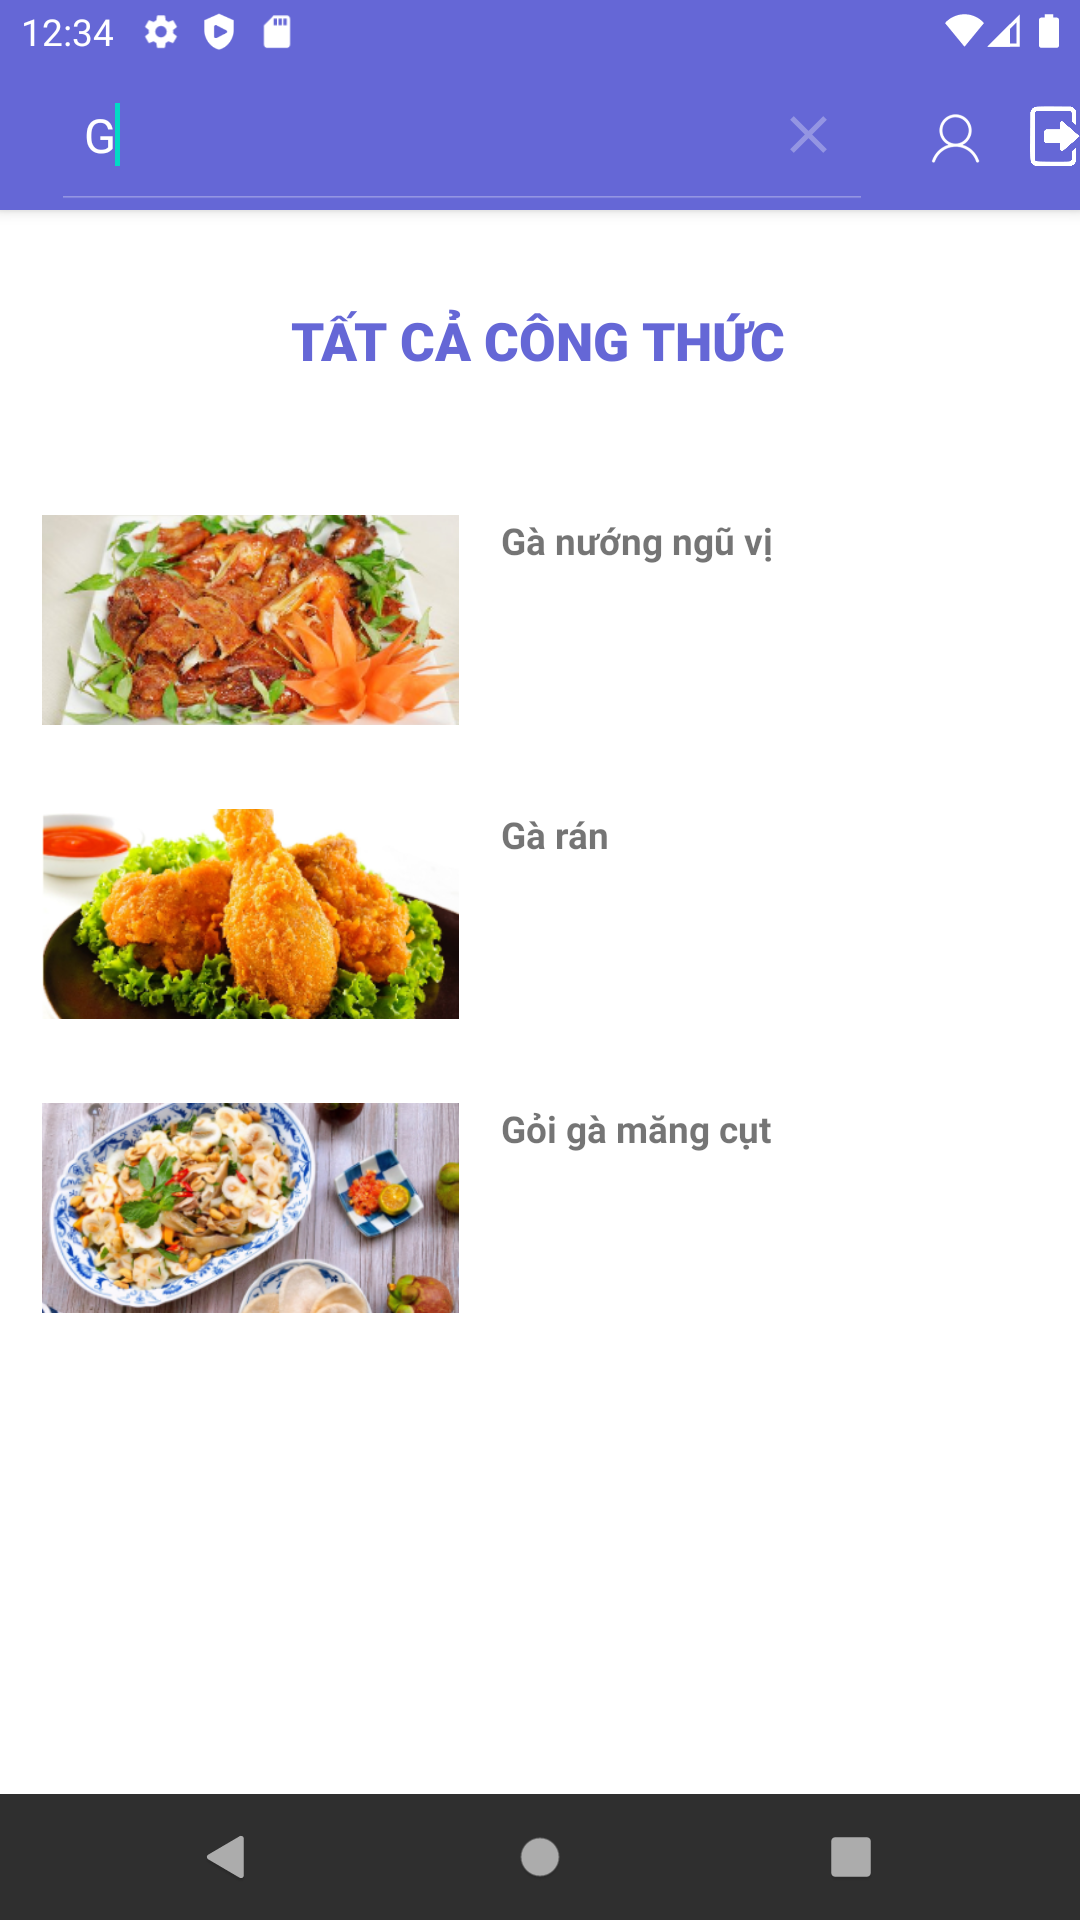 12:34
G
TẤT CẢ CÔNG THỨC
Gà nướng ngũ vị
Gà rán
Gỏi gà măng cụt